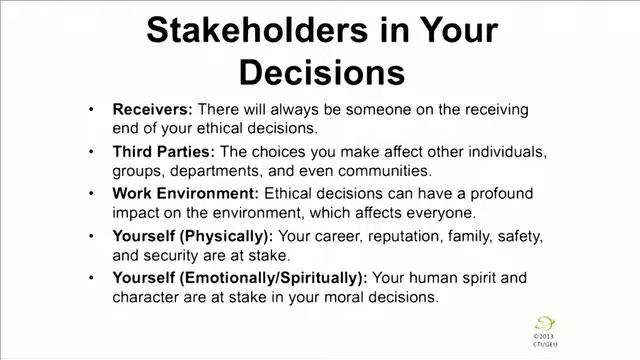 Stakeholders in Your
Decisions
• Receivers: There will always be someone on the receiving
end of your ethical decisions.
• Third Parties: The choices you make affect other individuals,
groups, departments, and even communities.
• Work Environment: Ethical decisions can have a profound
impact on the environment, which affects everyone.
• Yourself (Physically): Your career, reputation, family, safety,
and security are at stake.
• Yourself (Emotionally/Spiritually): Your human spirit and
character are at stake in your moral decisions.
©2013
CTI/GEU